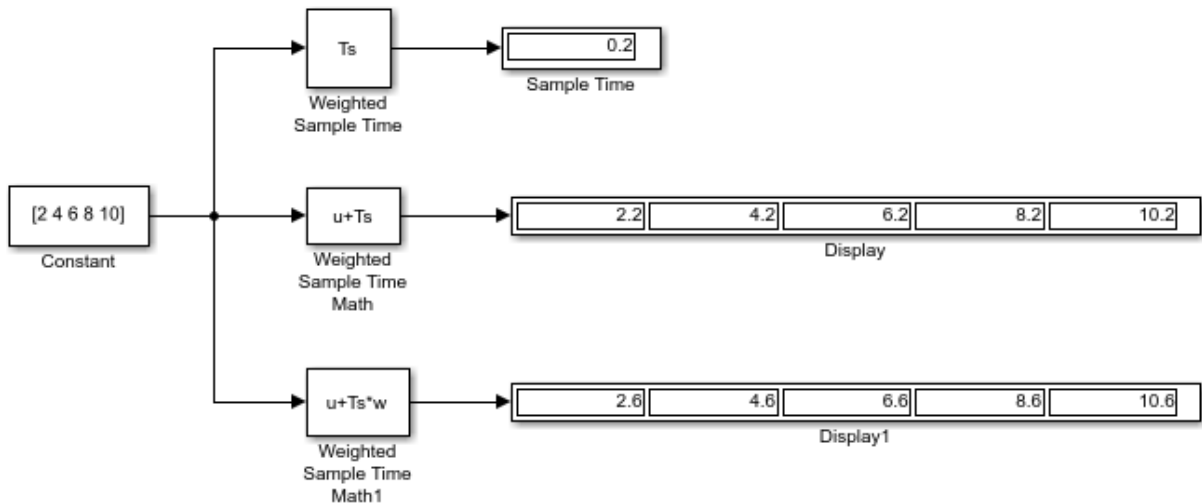 Ts
0.2
Weighted
Sample Time
Sample Time
[2 4 6 8 10]
Constant
u+Ts
2.2 4.2 6.2 8.2 10.2
Weighted
Sample Time
Math
Display
u+Ts*w
2.6 4.6 6.6 8.6 10.6
Weighted
Sample Time
Math1
Display1